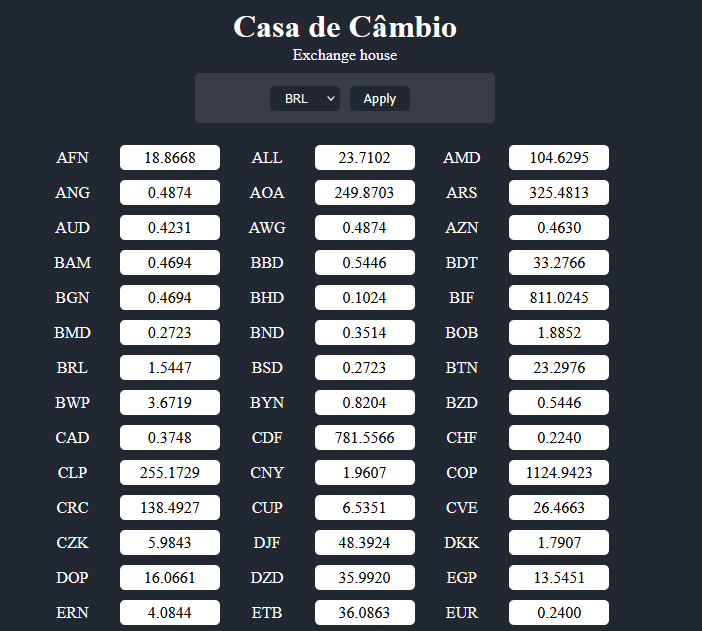 Casa de Câmbio
Exchange house
BRL Apply
AFN 18.8668 ALL 23.7102 AMD 104.6295
ANG 0.4874 AOA 249.8703 ARS 325.4813
AUD 0.4231 AWG 0.4874 AZN 0.4630
BAM 0.4694 BBD 0.5446 BDT 33.2766
BGN 0.4694 BHD 0.1024 BIF 811.0245
BMD 0.2723 BND 0.3514 BOB 1.8852
BRL 1.5447 BSD 0.2723 BTN 23.2976
BWP 3.6719 BYN 0.8204 BZD 0.5446
CAD 0.3748 CDF 781.5566 CHF 0.2240
CLP 255.1729 CNY 1.9607 COP 1124.9423
CRC 138.4927 CUP 6.5351 CVE 26.4663
CZK 5.9843 DJF 48.3924 DKK 1.7907
DOP 16.0661 DZD 35.9920 EGP 13.5451
ERN 4.0844 ETB 36.0863 EUR 0.2400